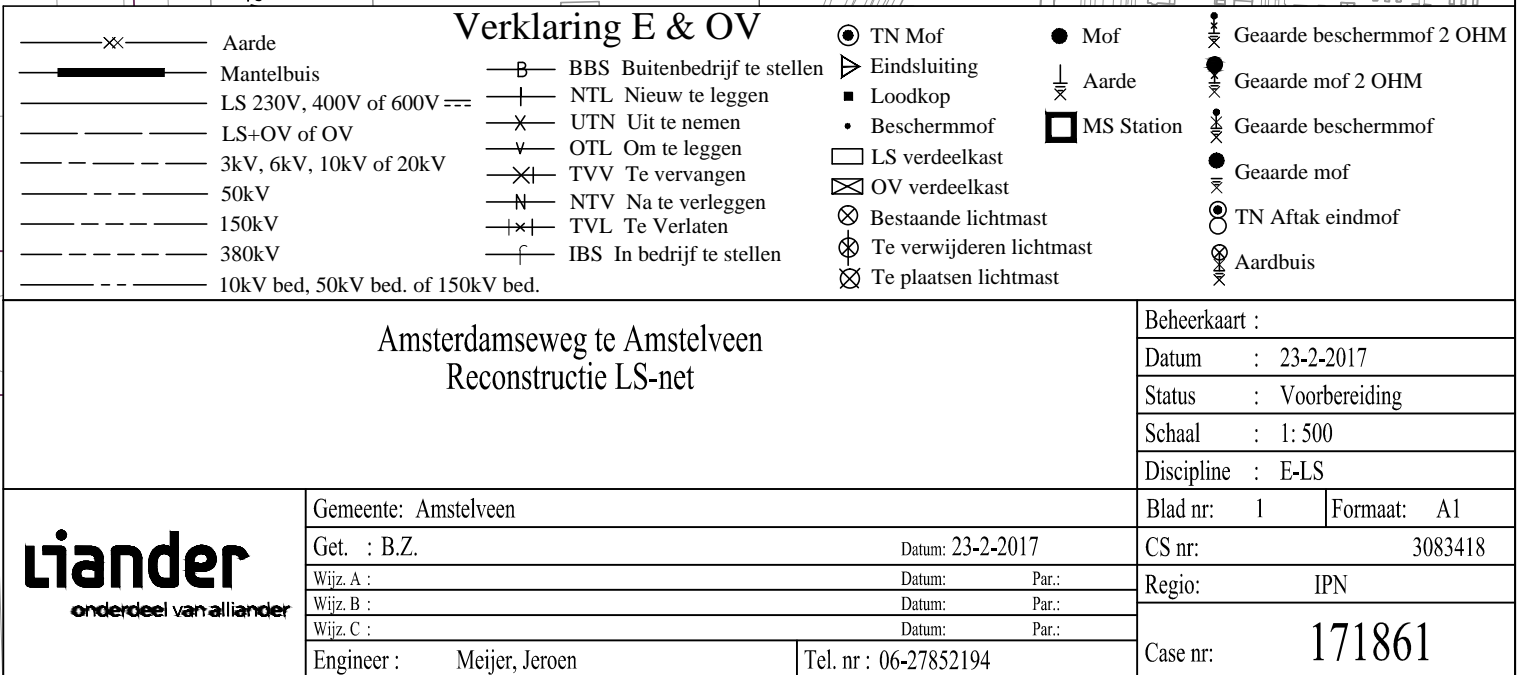 Verklaring E & OV
Aarde
Mantelbuis
LS 230V, 400V of 600V
LS+OV of OV
3kV, 6kV, 10kV of 20kV
50kV
150kV
380kV
10kV bed, 50kV bed. of 150kV bed.
B BBS Buitenbedrijf te stellen
NTL Nieuw te leggen
UTN Uit te nemen
OTL Om te leggen
TVV Te vervangen
N NTV Na te verleggen
TVL Te Verlaten
IBS In bedrijf te stellen
TN Mof
Eindsluiting
Loodkop
Beschermmof
LS verdeelkast
OV verdeelkast
Bestaande lichtmast
Te verwijderen lichtmast
Te plaatsen lichtmast
Mof
Aarde
MS Station
Geaarde beschermmof 2 OHM
Geaarde mof 2 OHM
Geaarde beschermmof
Geaarde mof
TN Aftak eindmof
Aardbuis
Amsterdamseweg te Amstelveen
Reconstructie LS-net
Beheerkaart :
Datum : 23-2-2017
Status : Voorbereiding
Schaal : 1: 500
Discipline : E-LS
Blad nr: 1 Formaat: A1
CS nr: 3083418
Regio: IPN
Case nr: 171861
liander
onderdeel van alliander
Gemeente: Amstelveen
Get. : B.Z. Datum: 23-2-2017
Wijz. A : Datum: Par.:
Wijz. B : Datum: Par.:
Wijz. C : Datum: Par.:
Engineer : Meijer, Jeroen Tel. nr : 06-27852194